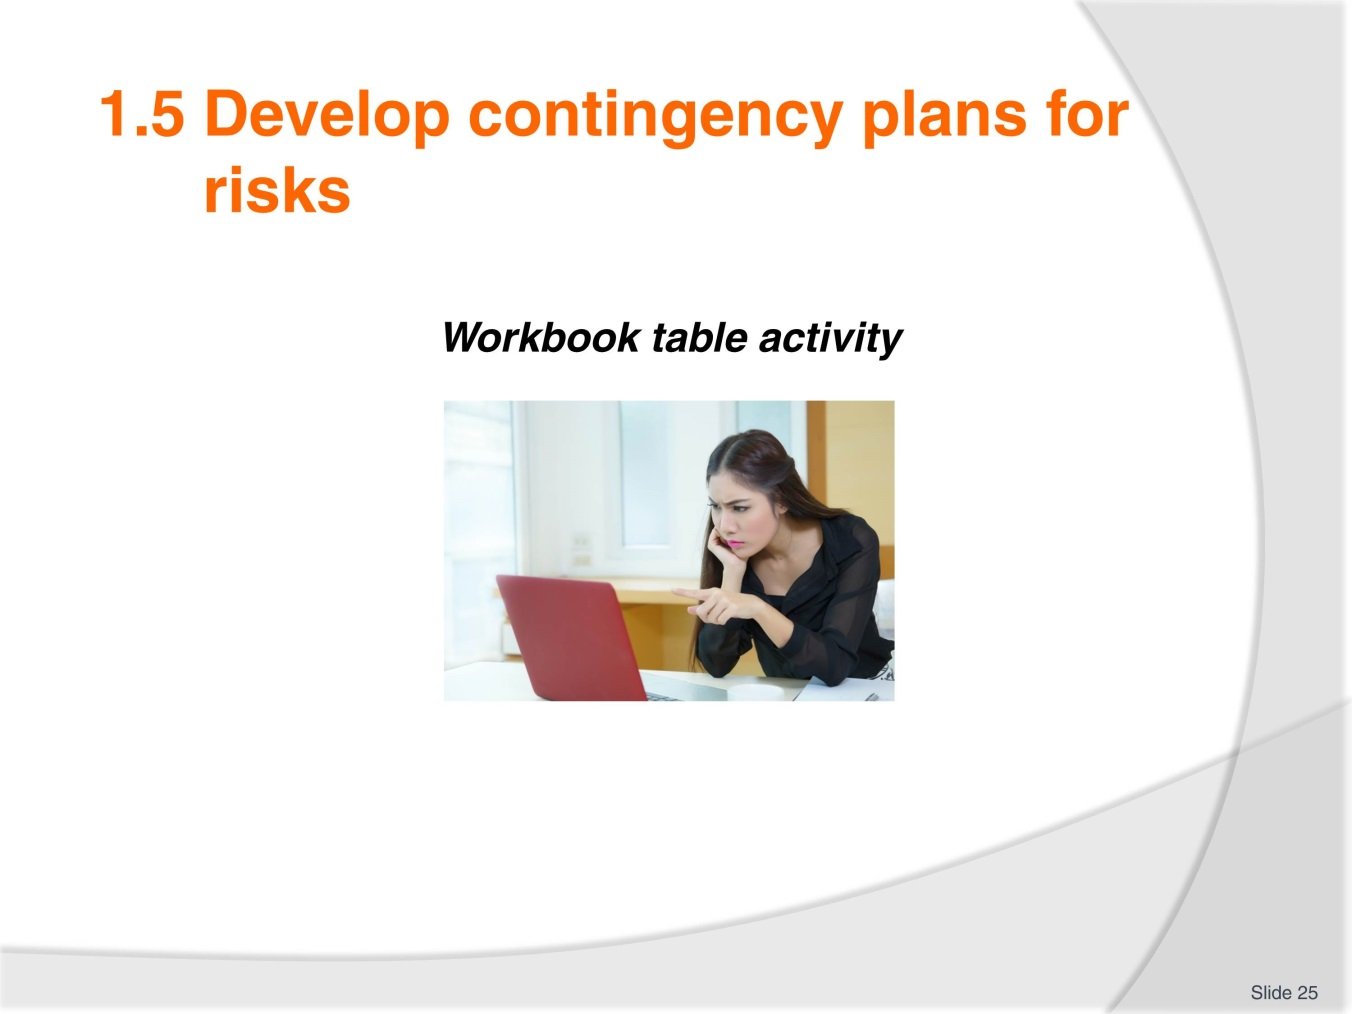 1.5 Develop contingency plans for
risks
Workbook table activity
Slide 25